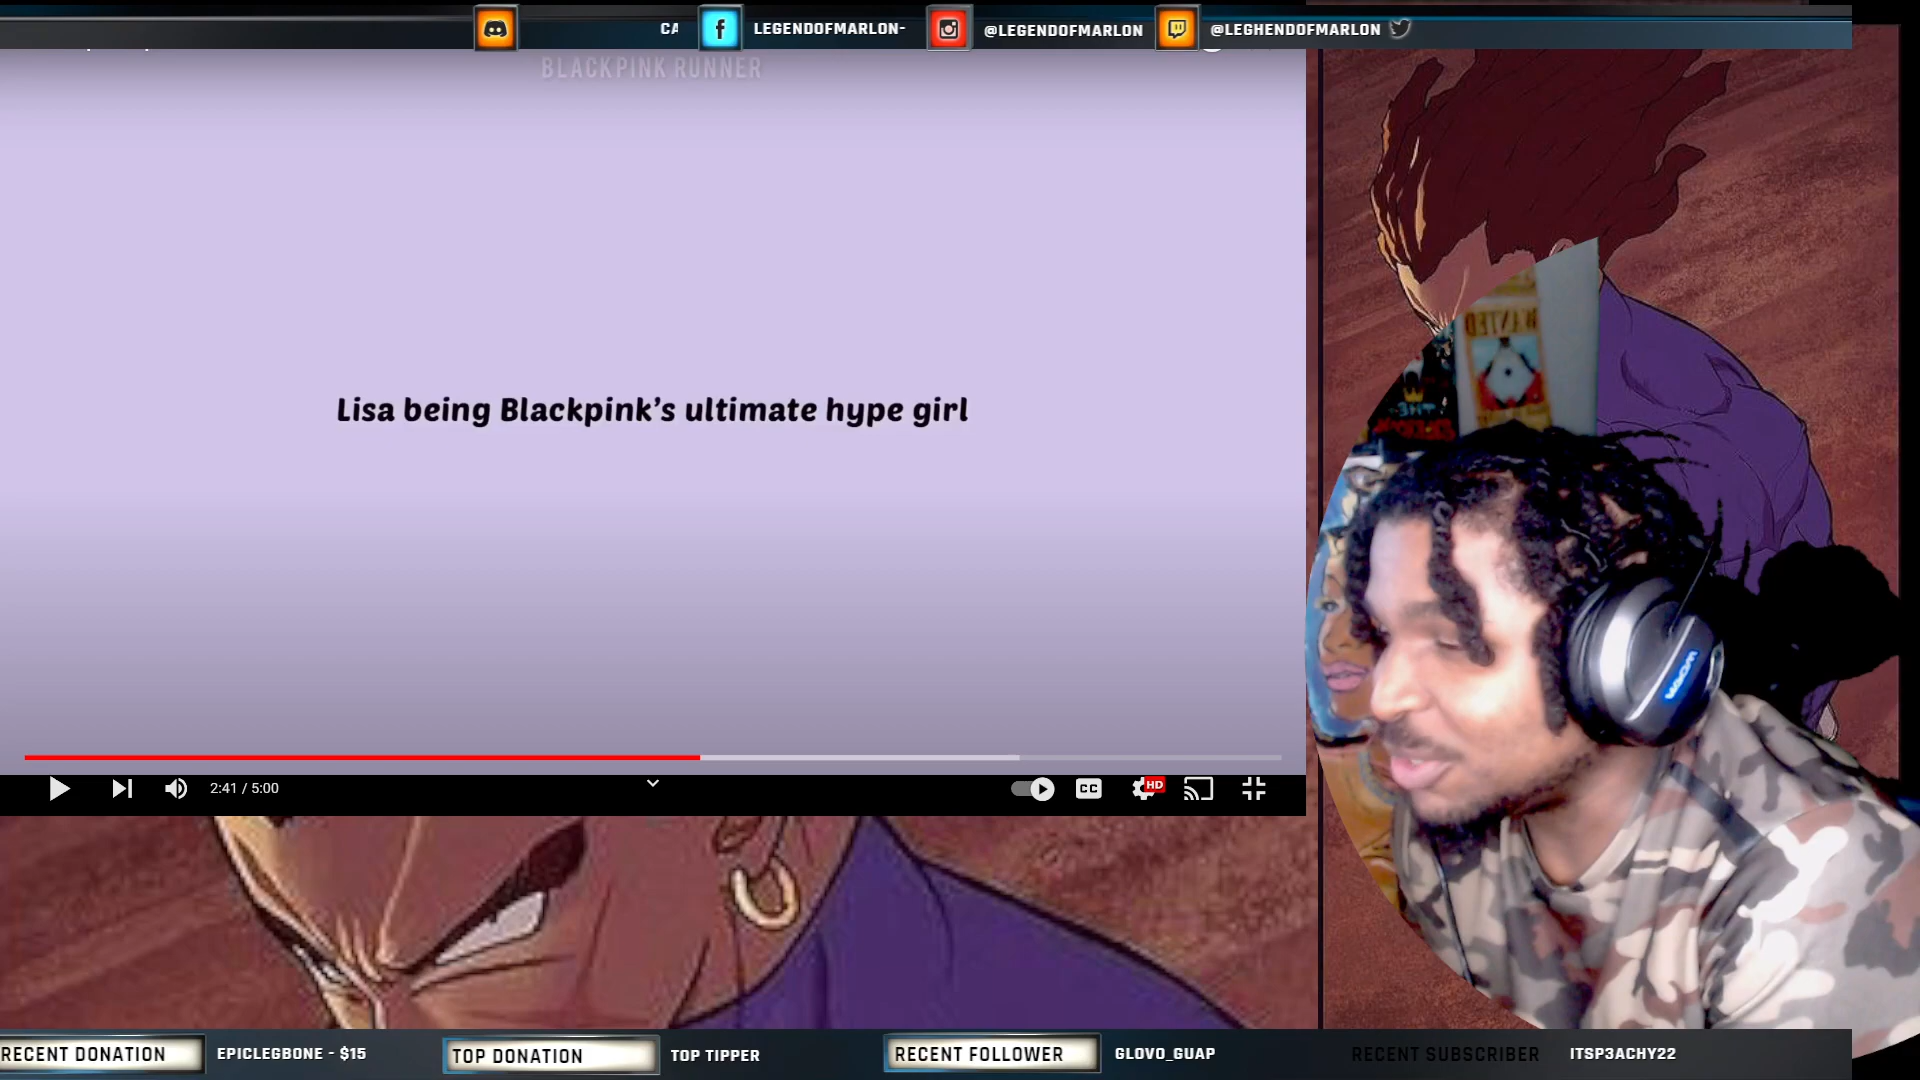 CA
LEGENDOFMARLON-
@LEGENDOFMARLON
@LEGHENDOFMARLON
BLACKPINK RUNNER
WANTED
Lisa being Blackpink's ultimate hype girl
2:41 / 5:00
CC
HD
RECENT DONATION
EPICLEGBONE - $15
TOP DONATION
TOP TIPPER
RECENT FOLLOWER
GLOVO_GUAP
RECENT SUBSCRIBER
ITSP3ACHY22